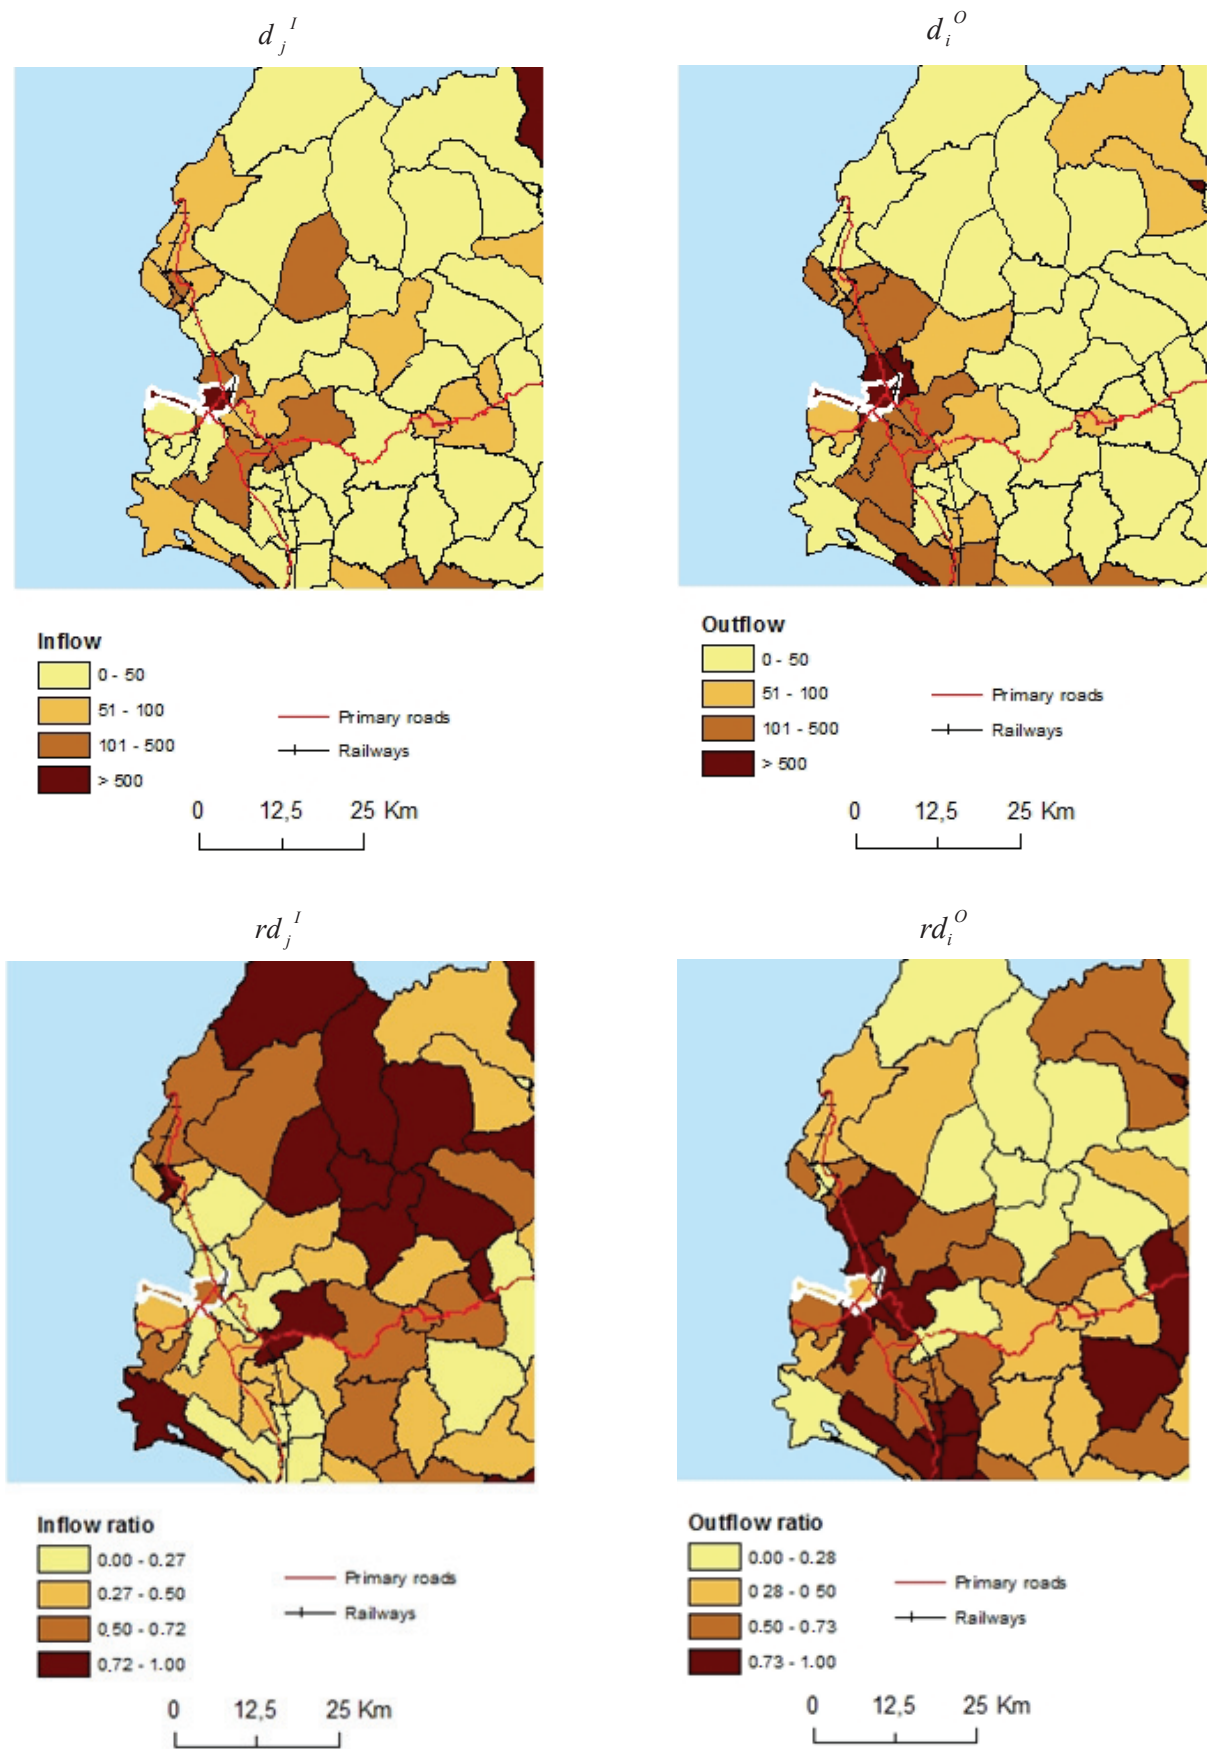 d_j^I
d_i^O
Inflow
0 - 50
51 - 100
101 - 500
> 500
Primary roads
Railways
0 12,5 25 Km
Outflow
0 - 50
51 - 100
101 - 500
> 500
Primary roads
Railways
0 12,5 25 Km
rd_j^I
rd_i^O
Inflow ratio
0.00 - 0.27
0.27 - 0.50
0.50 - 0.72
0.72 - 1.00
Primary roads
Railways
0 12,5 25 Km
Outflow ratio
0.00 - 0.28
0.28 - 0 50
0.50 - 0.73
0.73 - 1.00
Primary roads
Railways
0 12,5 25 Km